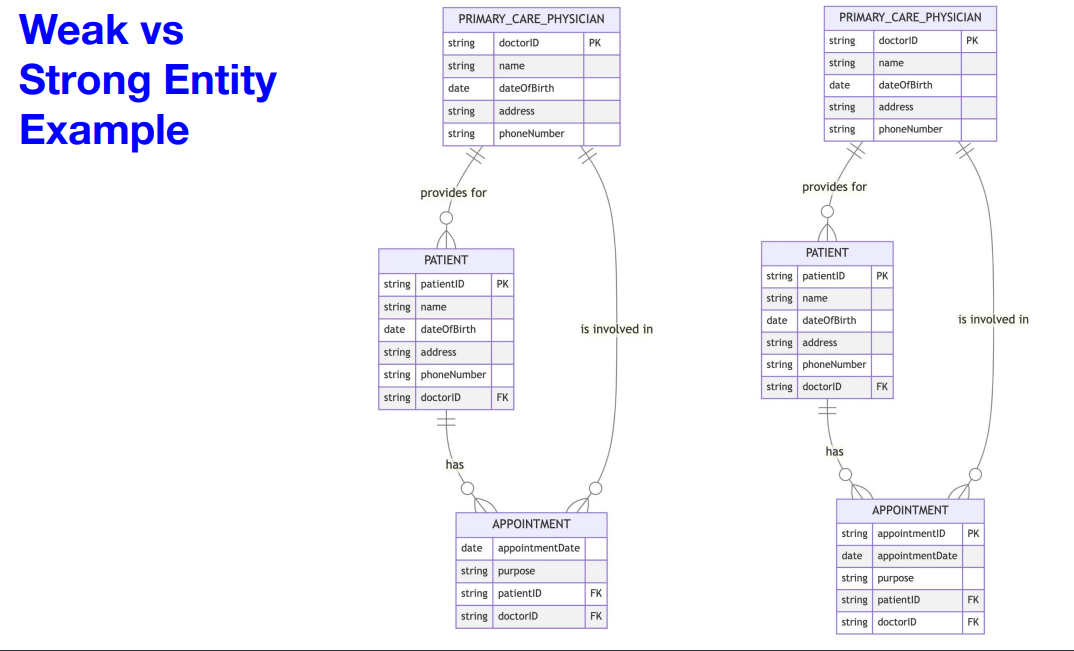 Weak vs
Strong Entity
Example
PRIMARY_CARE_PHYSICIAN
string doctorID PK
string name
date dateOfBirth
string address
string phoneNumber
provides for
is involved in
PATIENT
string patientID PK
string name
date dateOfBirth
string address
string phoneNumber
string doctorID FK
has
APPOINTMENT
date appointmentDate
string purpose
string patientID FK
string doctorID FK
PRIMARY_CARE_PHYSICIAN
string doctorID PK
string name
date dateOfBirth
string address
string phoneNumber
provides for
is involved in
PATIENT
string patientID PK
string name
date dateOfBirth
string address
string phoneNumber
string doctorID FK
has
APPOINTMENT
string appointmentID PK
date appointmentDate
string purpose
string patientID FK
string doctorID FK